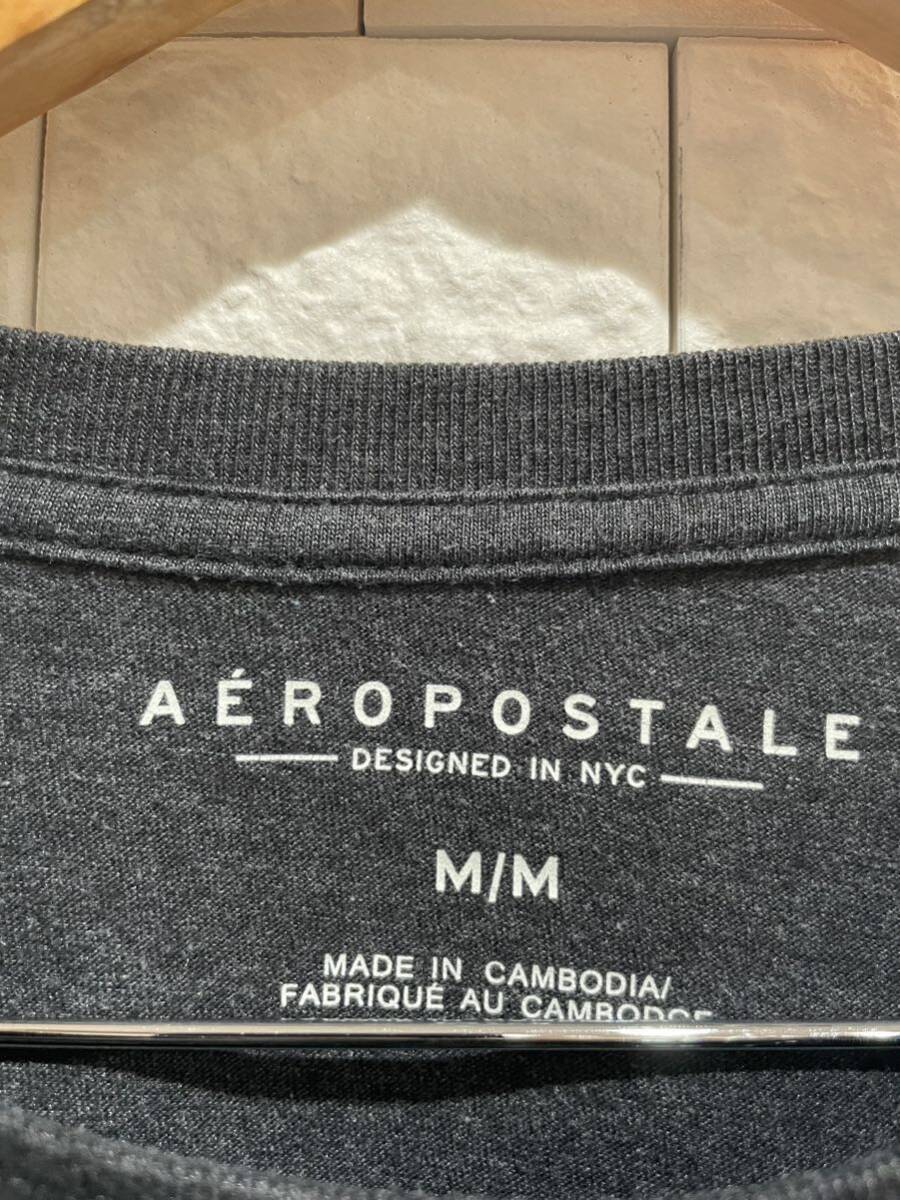 AÉROPOSTALE
DESIGNED IN NYC
M/M
MADE IN CAMBODIA/
FABRIQUÉ AU CAMBODGE